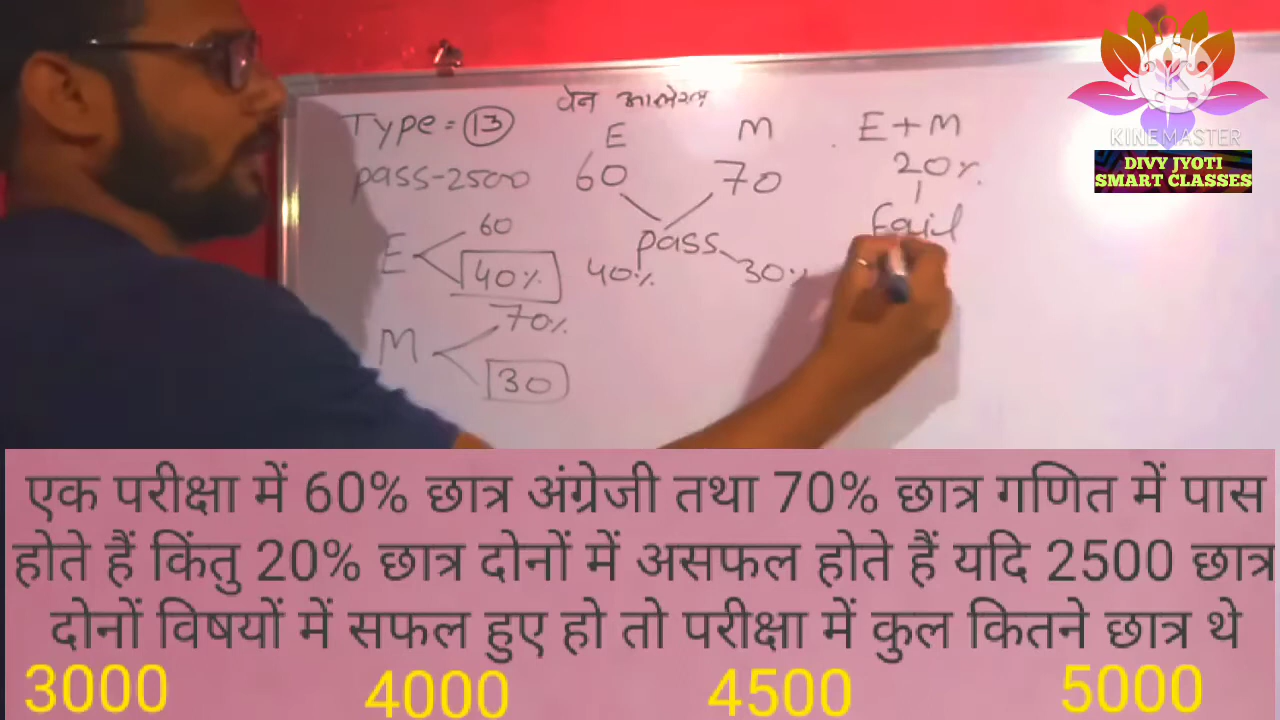 वेन आलेख
Type = 13
E M E + M
pass - 2500 60 70 20%.
pass Fail
E 60 40%. 40%. 30%.
M 70%. 30
KINEMASTER
DIVY JYOTI
SMART CLASSES
एक परीक्षा में 60% छात्र अंग्रेजी तथा 70% छात्र गणित में पास
होते हैं किंतु 20% छात्र दोनों में असफल होते हैं यदि 2500 छात्र
दोनों विषयों में सफल हुए हो तो परीक्षा में कुल कितने छात्र थे
3000 4000 4500 5000